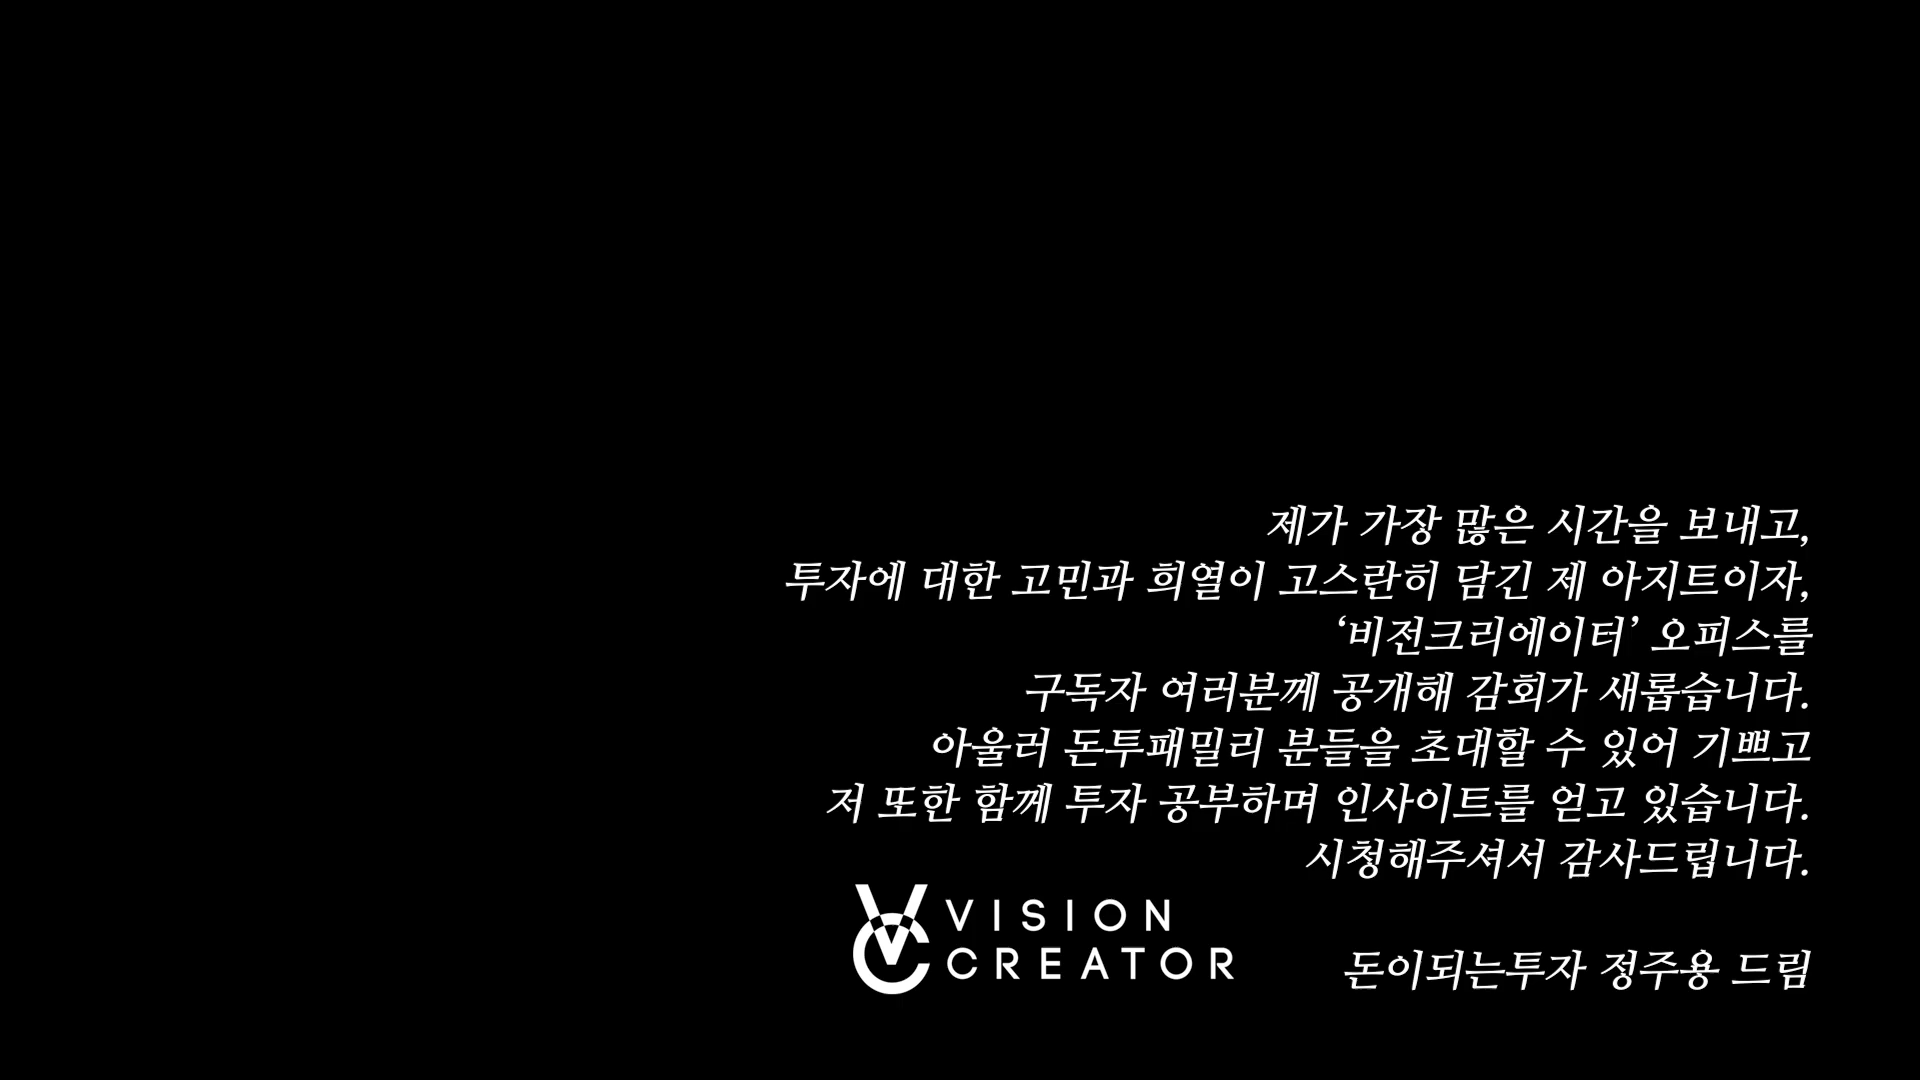 제가 가장 많은 시간을 보내고,
투자에 대한 고민과 희열이 고스란히 담긴 제 아지트이자,
‘비전크리에이터’ 오피스를
구독자 여러분께 공개해 감회가 새롭습니다.
아울러 돈투패밀리 분들을 초대할 수 있어 기쁘고
저 또한 함께 투자 공부하며 인사이트를 얻고 있습니다.
시청해주셔서 감사드립니다.
VISION
CREATOR
돈이되는투자 정주용 드림